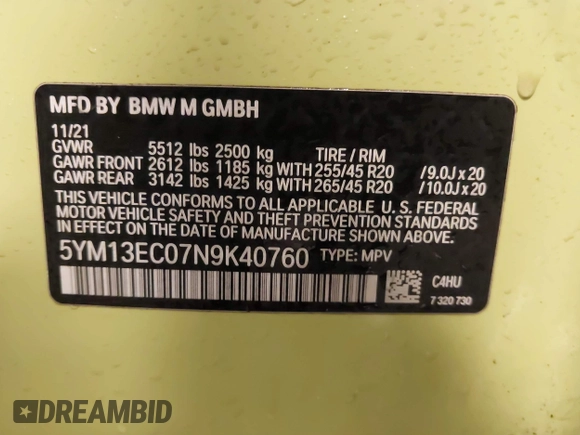 MFD BY BMW M GMBH
11/21
GVWR 5512 lbs 2500 kg TIRE / RIM
GAWR FRONT 2612 lbs 1185 kg WITH 255/45 R20 /9.0J x 20
GAWR REAR 3142 lbs 1425 kg WITH 265/45 R20 /10.0J x 20
THIS VEHICLE CONFORMS TO ALL APPLICABLE U. S. FEDERAL
MOTOR VEHICLE SAFETY AND THEFT PREVENTION STANDARDS
IN EFFECT ON THE DATE OF MANUFACTURE SHOWN ABOVE.
5YM13EC07N9K40760 TYPE: MPV
C4HU
7 320 730
DREAMBID